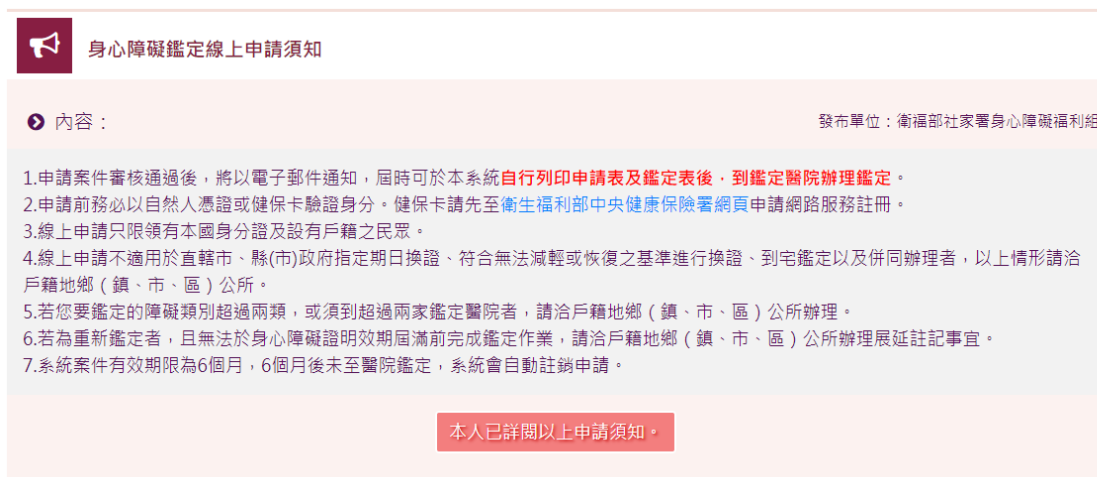 身心障礙鑑定線上申請須知
內容：
發布單位：衛福部社家署身心障礙福利組
1.申請案件審核通過後，將以電子郵件通知，屆時可於本系統自行列印申請表及鑑定表後，到鑑定醫院辦理鑑定。
2.申請前務必以自然人憑證或健保卡驗證身分。健保卡請先至衛生福利部中央健康保險署網頁申請網路服務註冊。
3.線上申請只限領有本國身分證及設有戶籍之民眾。
4.線上申請不適用於直轄市、縣(市)政府指定期日換證、符合無法減輕或恢復之基準進行換證、到宅鑑定以及併同辦理者，以上情形請洽
戶籍地鄉（鎮、市、區）公所。
5.若您要鑑定的障礙類別超過兩類，或須到超過兩家鑑定醫院者，請洽戶籍地鄉（鎮、市、區）公所辦理。
6.若為重新鑑定者，且無法於身心障礙證明效期屆滿前完成鑑定作業，請洽戶籍地鄉（鎮、市、區）公所辦理展延註記事宜。
7.系統案件有效期限為6個月，6個月後未至醫院鑑定，系統會自動註銷申請。
本人已詳閱以上申請須知。